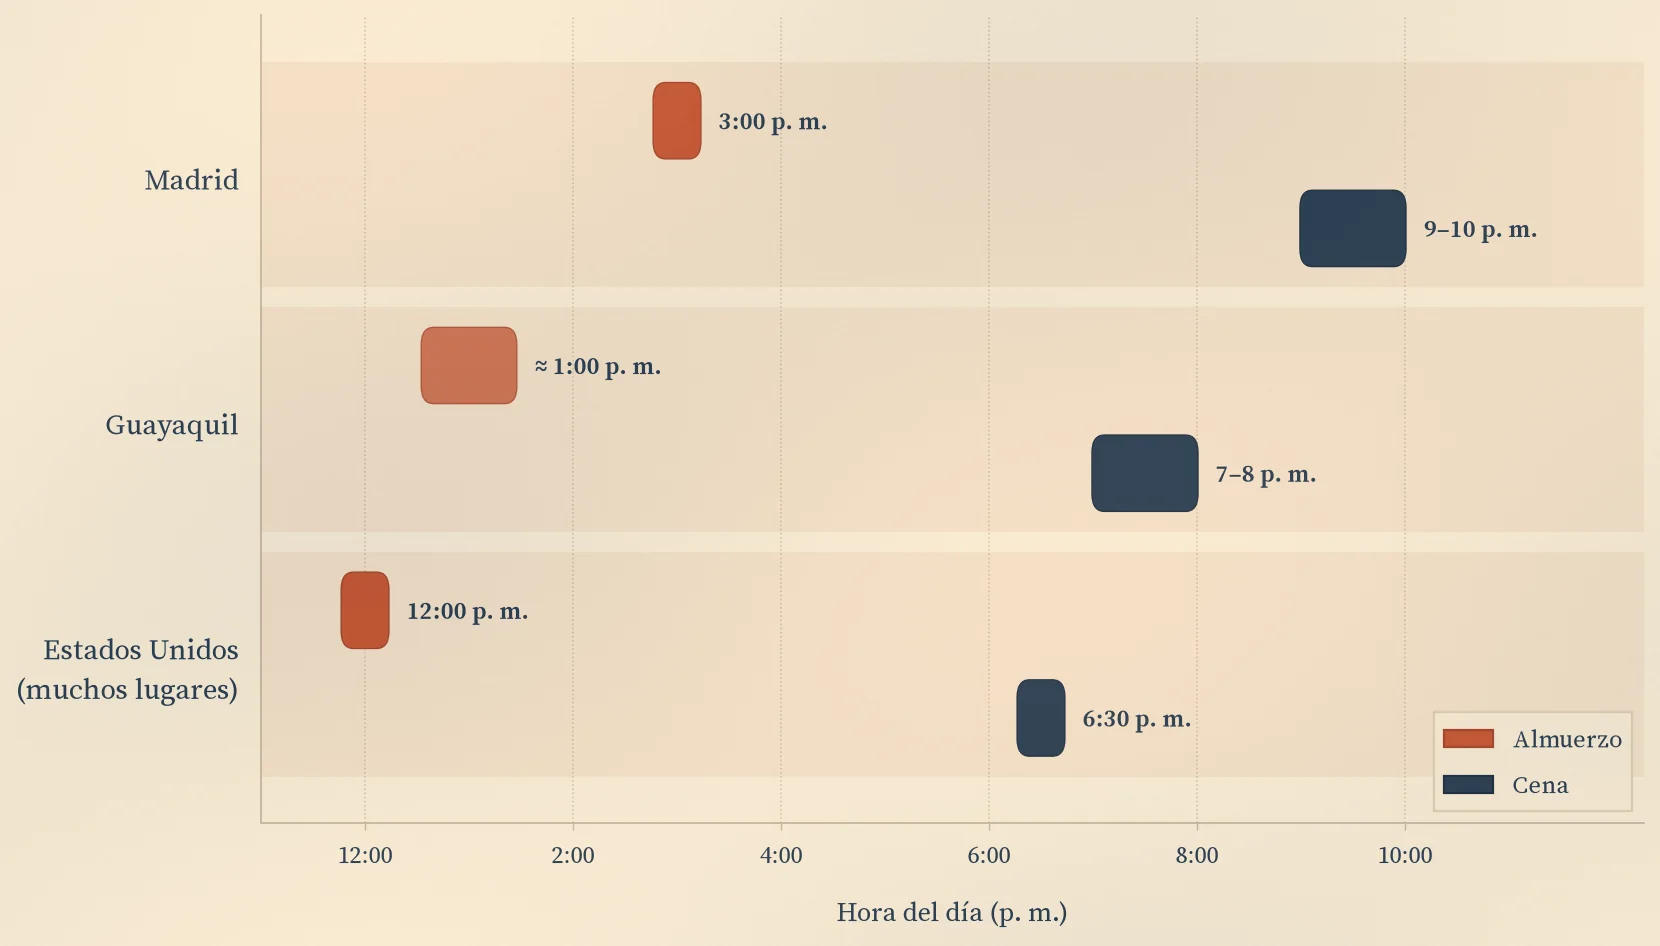 3:00 p. m.
Madrid
9–10 p. m.
≈ 1:00 p. m.
Guayaquil
7–8 p. m.
12:00 p. m.
Estados Unidos
(muchos lugares)
6:30 p. m.
Almuerzo
Cena
12:00 2:00 4:00 6:00 8:00 10:00
Hora del día (p. m.)